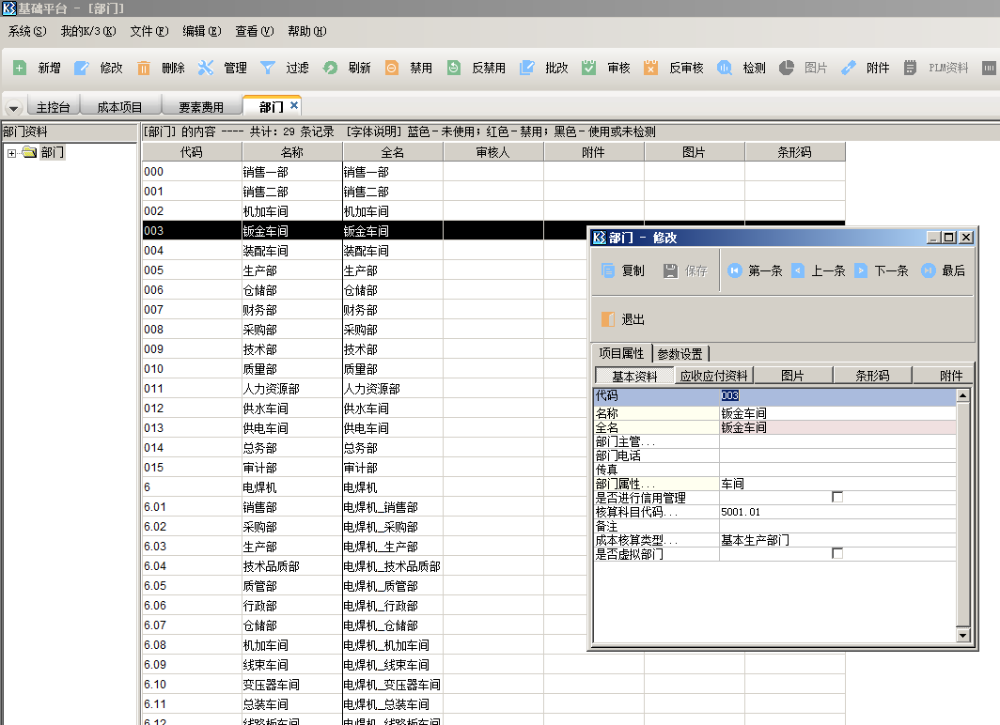 基础平台 - [部门]
系统(S) 我的K/3(K) 文件(F) 编辑(E) 查看(V) 帮助(H)
新增 修改 删除 管理 过滤 刷新 禁用 反禁用 批改 审核 反审核 检测 图片 附件 PLM资料
主控台 成本项目 要素费用 部门
部门资料
部门
[部门] 的内容 ---- 共计: 29 条记录 [字体说明] 蓝色-未使用; 红色-禁用; 黑色-使用或未检测
代码 名称 全名 审核人 附件 图片 条形码
000 销售一部 销售一部
001 销售二部 销售二部
002 机加车间 机加车间
003 钣金车间 钣金车间
004 装配车间 装配车间
005 生产部 生产部
006 仓储部 仓储部
007 财务部 财务部
008 采购部 采购部
009 技术部 技术部
010 质量部 质量部
011 人力资源部 人力资源部
012 供水车间 供水车间
013 供电车间 供电车间
014 总务部 总务部
015 审计部 审计部
6 电焊机 电焊机
6.01 销售部 电焊机_销售部
6.02 采购部 电焊机_采购部
6.03 生产部 电焊机_生产部
6.04 技术品质部 电焊机_技术品质部
6.05 质管部 电焊机_质管部
6.06 行政部 电焊机_行政部
6.07 仓储部 电焊机_仓储部
6.08 机加车间 电焊机_机加车间
6.09 线束车间 电焊机_线束车间
6.10 变压器车间 电焊机_变压器车间
6.11 总装车间 电焊机_总装车间
6.12 线路板车间 电焊机_线路板车间
部门 - 修改
复制 保存 第一条 上一条 下一条 最后
退出
项目属性 参数设置
基本资料 应收应付资料 图片 条形码 附件
代码 003
名称 钣金车间
全名 钣金车间
部门主管...
部门电话
传真
部门属性... 车间
是否进行信用管理
核算科目代码... 5001.01
备注
成本核算类型... 基本生产部门
是否虚拟部门